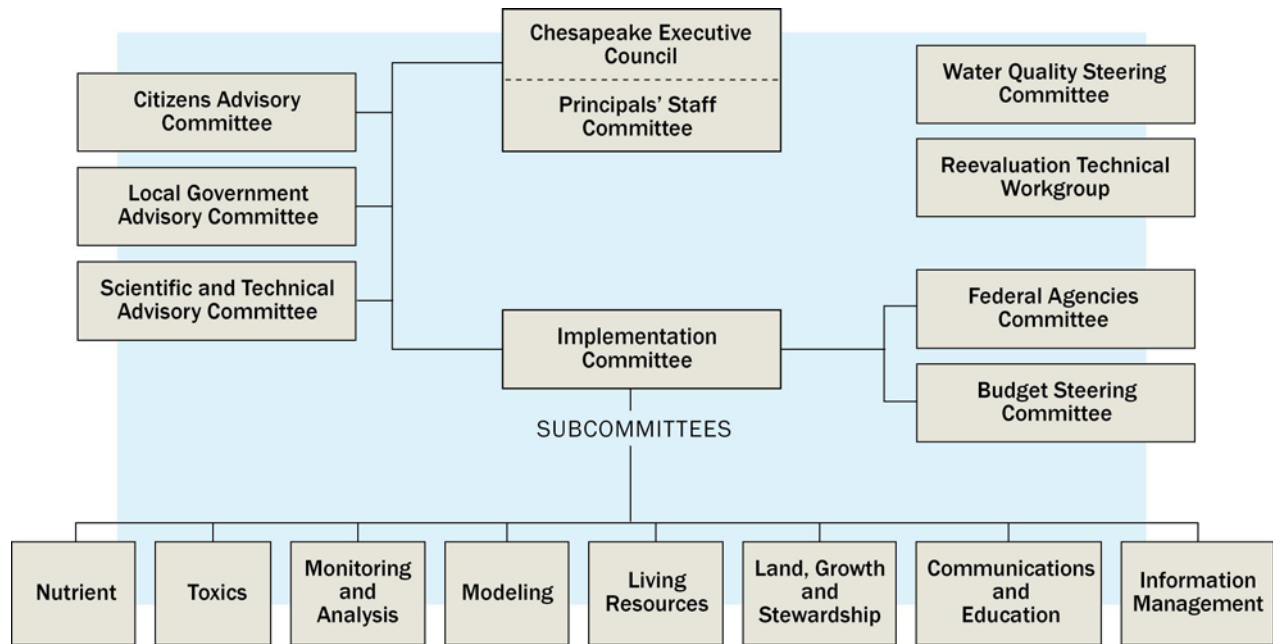 Chesapeake Executive
Council
Principals’ Staff
Committee
Citizens Advisory
Committee
Local Government
Advisory Committee
Scientific and Technical
Advisory Committee
Water Quality Steering
Committee
Reevaluation Technical
Workgroup
Implementation
Committee
Federal Agencies
Committee
Budget Steering
Committee
SUBCOMMITTEES
Nutrient
Toxics
Monitoring
and
Analysis
Modeling
Living
Resources
Land, Growth
and
Stewardship
Communications
and
Education
Information
Management